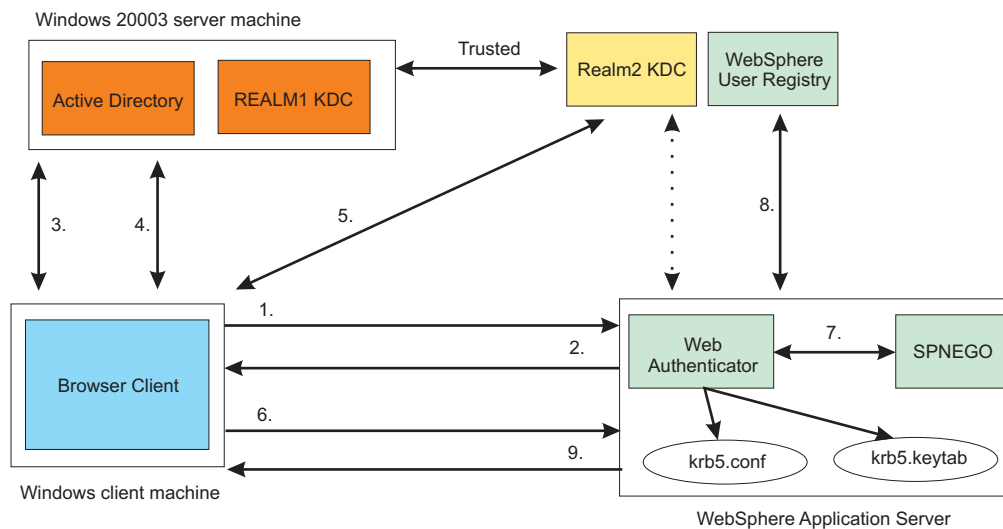 Windows 20003 server machine
Active Directory
REALM1 KDC
Trusted
Realm2 KDC
WebSphere
User Registry
3.
4.
5.
8.
1.
2.
6.
9.
7.
Browser Client
Windows client machine
Web
Authenticator
SPNEGO
krb5.conf
krb5.keytab
WebSphere Application Server